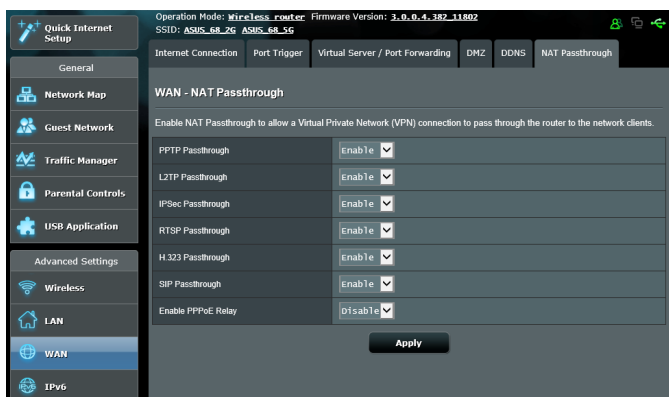 Quick Internet Setup
Operation Mode: Wireless router Firmware Version: 3.0.0.4.382_11802
SSID: ASUS_68_2G ASUS_68_5G
Internet Connection
Port Trigger
Virtual Server / Port Forwarding
DMZ
DDNS
NAT Passthrough
General
Network Map
Guest Network
Traffic Manager
Parental Controls
USB Application
Advanced Settings
Wireless
LAN
WAN
IPv6
WAN - NAT Passthrough
Enable NAT Passthrough to allow a Virtual Private Network (VPN) connection to pass through the router to the network clients.
PPTP Passthrough Enable
L2TP Passthrough Enable
IPSec Passthrough Enable
RTSP Passthrough Enable
H.323 Passthrough Enable
SIP Passthrough Enable
Enable PPPoE Relay Disable
Apply